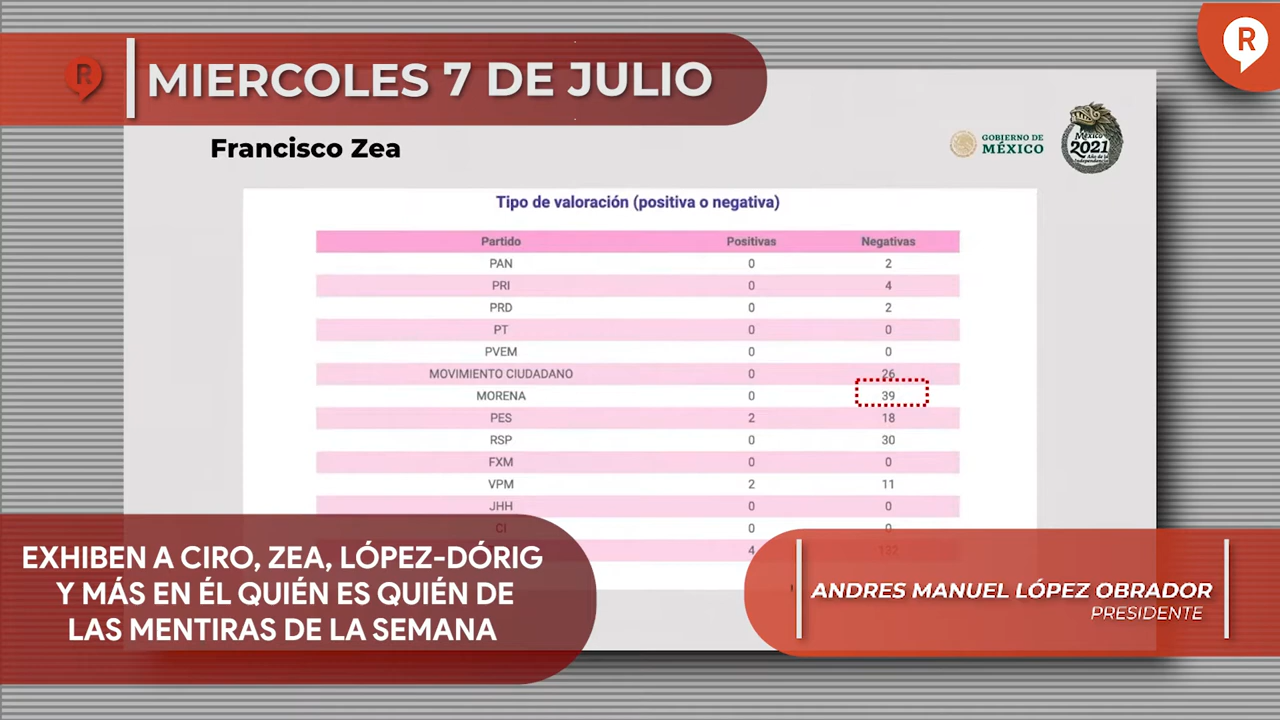 R
MIERCOLES 7 DE JULIO
R
Francisco Zea
GOBIERNO DE
MÉXICO
México
2021
Año de la
Independencia
Tipo de valoración (positiva o negativa)
Partido Positivas Negativas
PAN 0 2
PRI 0 4
PRD 0 2
PT 0 0
PVEM 0 0
MOVIMIENTO CIUDADANO 0 26
MORENA 0 39
PES 2 18
RSP 0 30
FXM 0 0
VPM 2 11
JHH 0 0
CI 0 0
4 132
EXHIBEN A CIRO, ZEA, LÓPEZ-DÓRIG
Y MÁS EN ÉL QUIÉN ES QUIÉN DE
LAS MENTIRAS DE LA SEMANA
ANDRES MANUEL LÓPEZ OBRADOR
PRESIDENTE